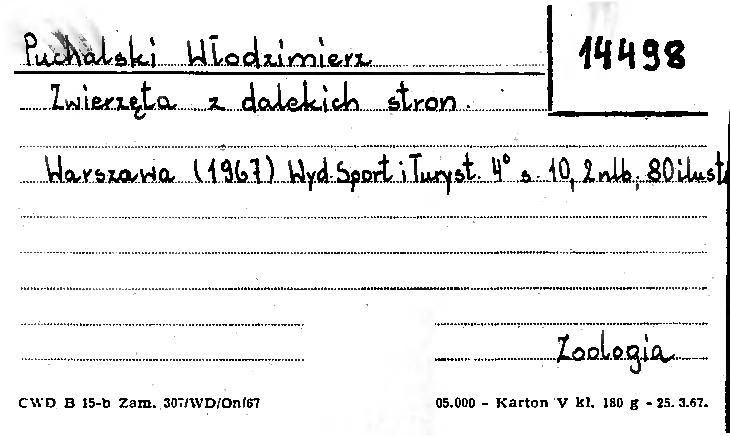 Puchalski Włodzimierz
14498
Zwierzęta z dalekich stron.
Warszawa (1967) Wyd. Sport i Turyst. 4° s. 10, 2 nlb, 80 ilust.
Zoologia
CWD B 15-b Zam. 307/WD/On/67
05.000 - Karton V kl. 180 g - 25. 3.67.